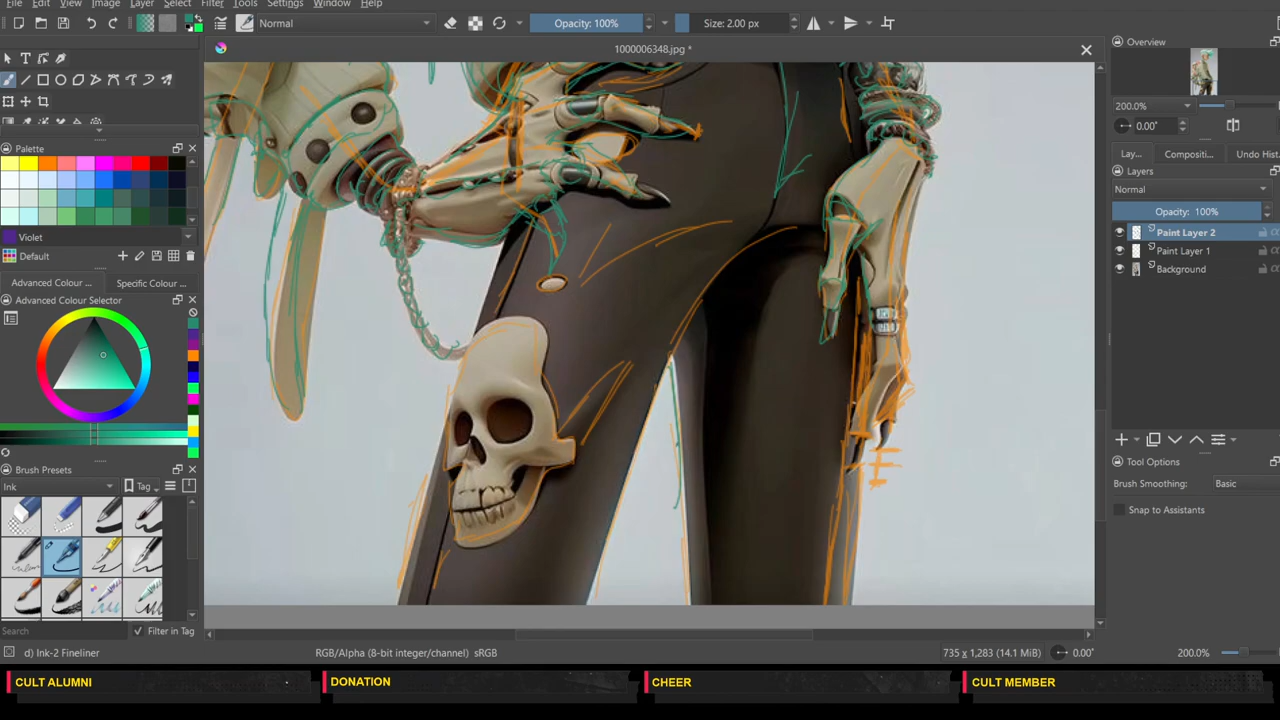 File Edit View Image Layer Select Filter Tools Settings Window Help
Normal Opacity: 100% Size: 2.00 px
1000006348.jpg *
Overview
200.0%
0.00°
Lay... Compositi... Undo Hist
Layers
Normal
Opacity: 100%
Paint Layer 2
Paint Layer 1
Background
Tool Options
Brush Smoothing: Basic
Snap to Assistants
Palette
Violet
Default
Advanced Colour ... Specific Colour ...
Advanced Colour Selector
Brush Presets
Ink Tag
Search Filter in Tag
d) Ink-2 Fineliner RGB/Alpha (8-bit integer/channel) sRGB 735 x 1,283 (14.1 MiB) 0.00° 200.0%
CULT ALUMNI DONATION CHEER CULT MEMBER